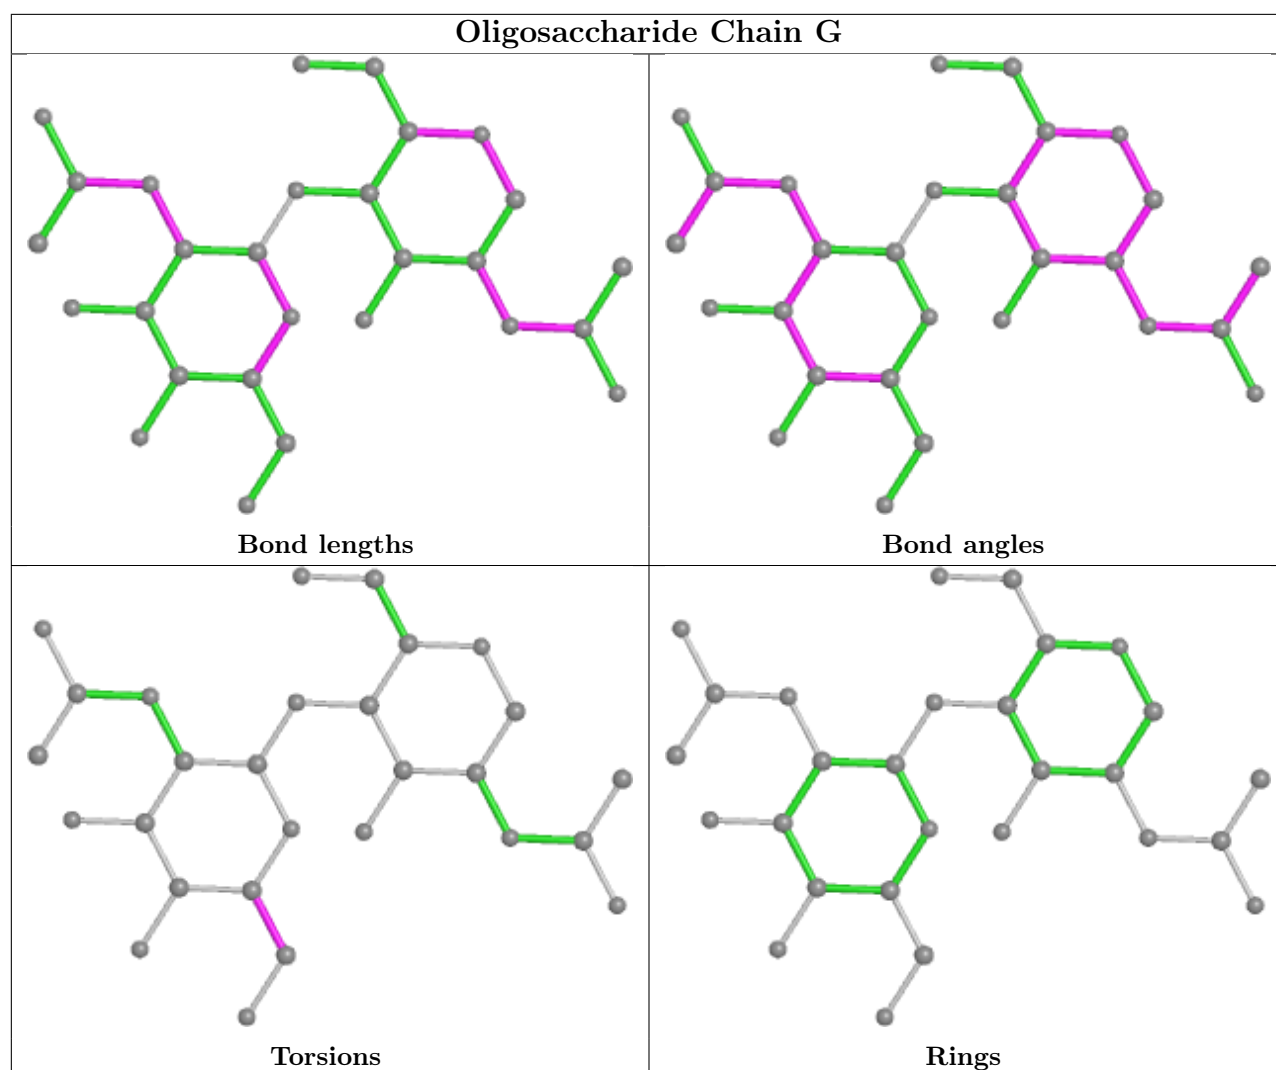 Oligosaccharide Chain G
Bond lengths
Bond angles
Torsions
Rings